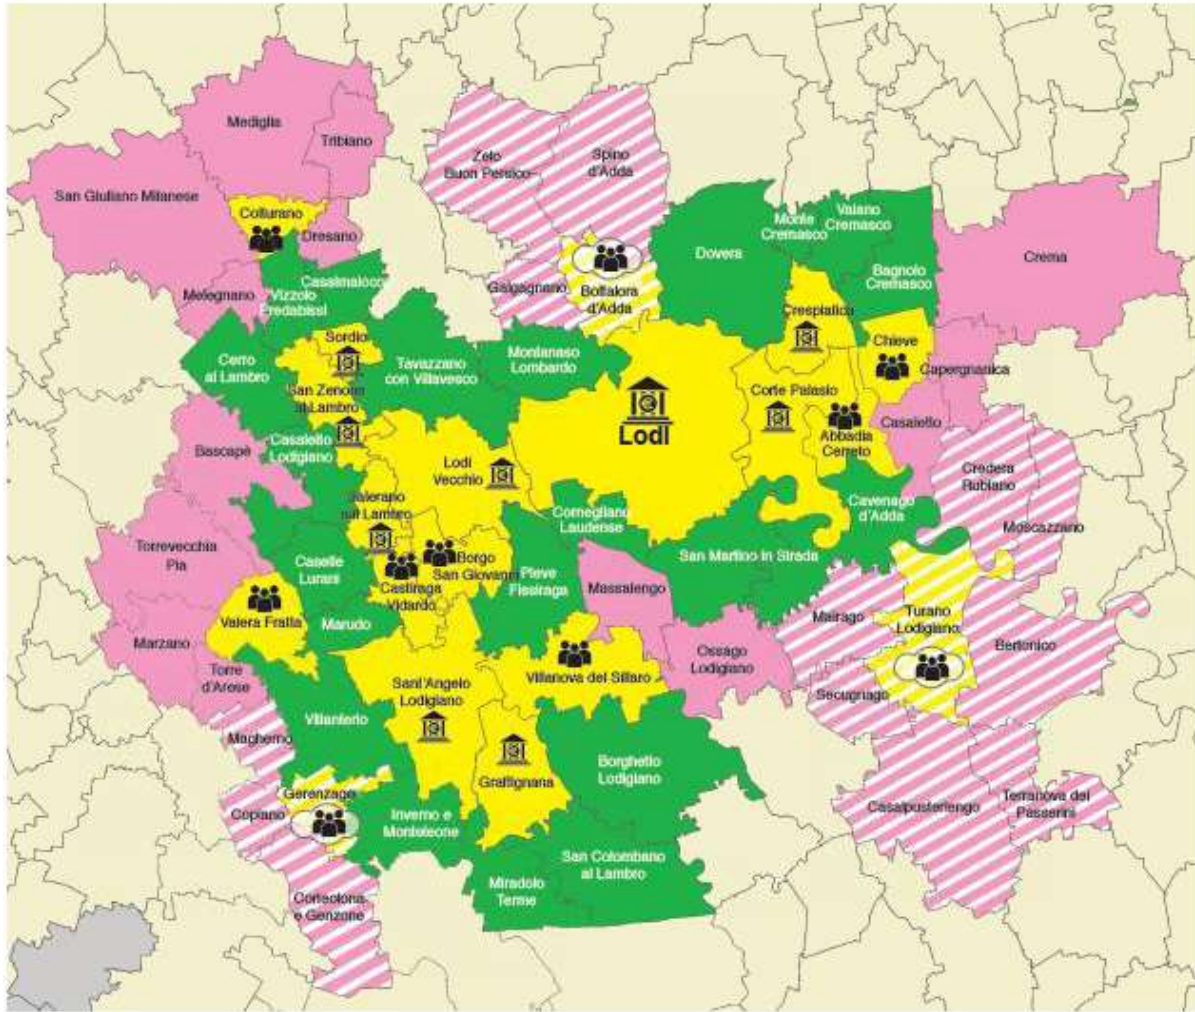 Mediglia
Tribiano
Zelo
Buon Persico
Spino
d'Adda
San Giuliano Milanese
Colturano
Dresano
Monte
Cremasco
Vaiano
Cremasco
Dovera
Crema
Bagnolo
Cremasco
Melegnano
Vizzolo
Predabissi
Casalmaiocco
Galgagnano
Boffalora
d'Adda
Crespiatica
Sordio
Chieve
Cerro
al Lambro
Tavazzano
con Villavesco
Montanaso
Lombardo
Capergnanica
San Zenone
al Lambro
Corte Palasio
Casaletto
Lodi
Abbadia
Cerreto
Bascapè
Casaletto
Lodigiano
Lodi
Vecchio
Credera
Rubiano
Salerano
sul Lambro
Cornegliano
Laudense
Cavenago
d'Adda
Moscazzano
Torrevecchia
Pia
Caselle
Lurani
Borgo
San Giovanni
San Martino in Strada
Pieve
Fissiraga
Castiraga
Vidardo
Massalengo
Valera Fratta
Marudo
Mairago
Turano
Lodigiano
Marzano
Ossago
Lodigiano
Bertonico
Torre
d'Arese
Sant'Angelo
Lodigiano
Villanova del Sillaro
Secugnago
Villanterio
Magherno
Borghetto
Lodigiano
Graffignana
Gerenzago
Copiano
Inverno e
Monteleone
Casalpusterlengo
Terranova dei
Passerini
San Colombano
al Lambro
Miradolo
Terme
Corteolona
e Genzone